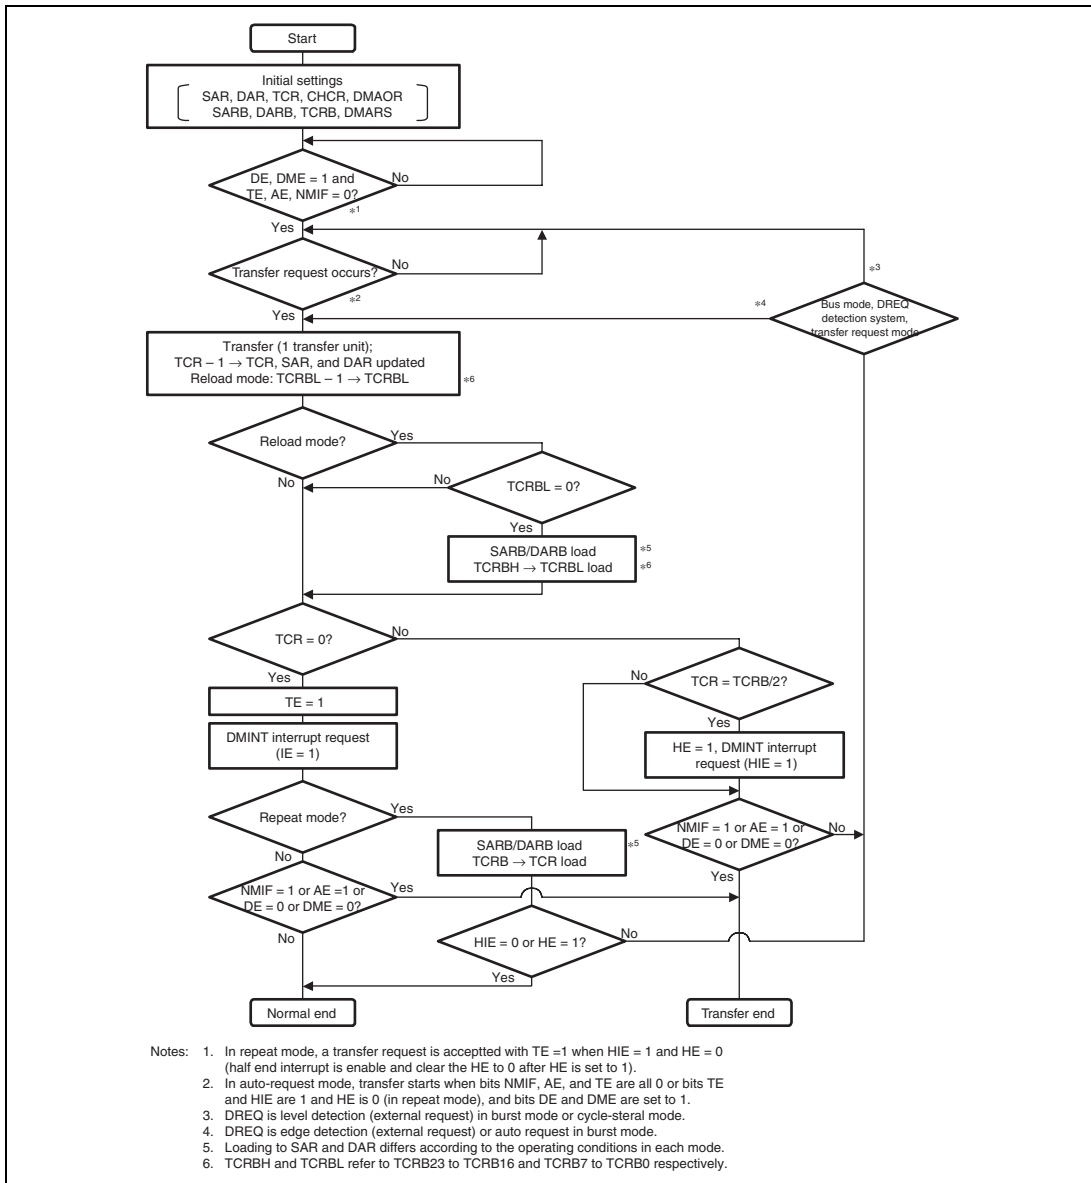 Start
Initial settings
SAR, DAR, TCR, CHCR, DMAOR
SARB, DARB, TCRB, DMARS
DE, DME = 1 and
TE, AE, NMIF = 0?
No
*1
Yes
Transfer request occurs?
No
*2
Yes
*3
*4
Bus mode, DREQ
detection system,
transfer request mode
Transfer (1 transfer unit);
TCR – 1 → TCR, SAR, and DAR updated
Reload mode: TCRBL – 1 → TCRBL
*6
Reload mode?
Yes
No
TCRBL = 0?
No
Yes
SARB/DARB load
*5
TCRBH → TCRBL load
*6
TCR = 0?
No
Yes
TCR = TCRB/2?
No
Yes
TE = 1
DMINT interrupt request
(IE = 1)
HE = 1, DMINT interrupt
request (HIE = 1)
Repeat mode?
Yes
No
SARB/DARB load
TCRB → TCR load
*5
NMIF = 1 or AE = 1 or
DE = 0 or DME = 0?
No
Yes
NMIF = 1 or AE =1 or
DE = 0 or DME = 0?
Yes
No
HIE = 0 or HE = 1?
No
Yes
Normal end
Transfer end
Notes: 1. In repeat mode, a transfer request is acceptted with TE =1 when HIE = 1 and HE = 0
(half end interrupt is enable and clear the HE to 0 after HE is set to 1).
2. In auto-request mode, transfer starts when bits NMIF, AE, and TE are all 0 or bits TE
and HIE are 1 and HE is 0 (in repeat mode), and bits DE and DME are set to 1.
3. DREQ is level detection (external request) in burst mode or cycle-steral mode.
4. DREQ is edge detection (external request) or auto request in burst mode.
5. Loading to SAR and DAR differs according to the operating conditions in each mode.
6. TCRBH and TCRBL refer to TCRB23 to TCRB16 and TCRB7 to TCRB0 respectively.